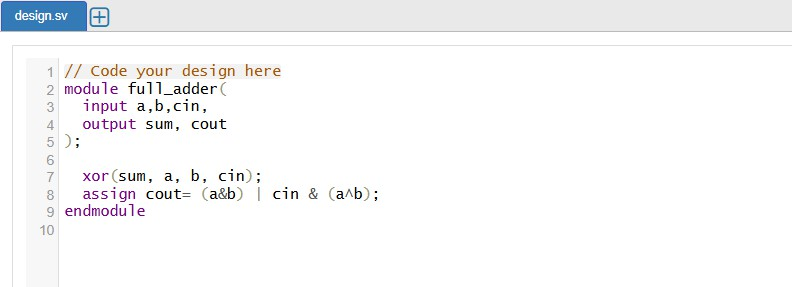 design.sv
1 // Code your design here
2 module full_adder(
3   input a,b,cin,
4   output sum, cout
5 );
6
7   xor(sum, a, b, cin);
8   assign cout= (a&b) | cin & (a^b);
9 endmodule
10